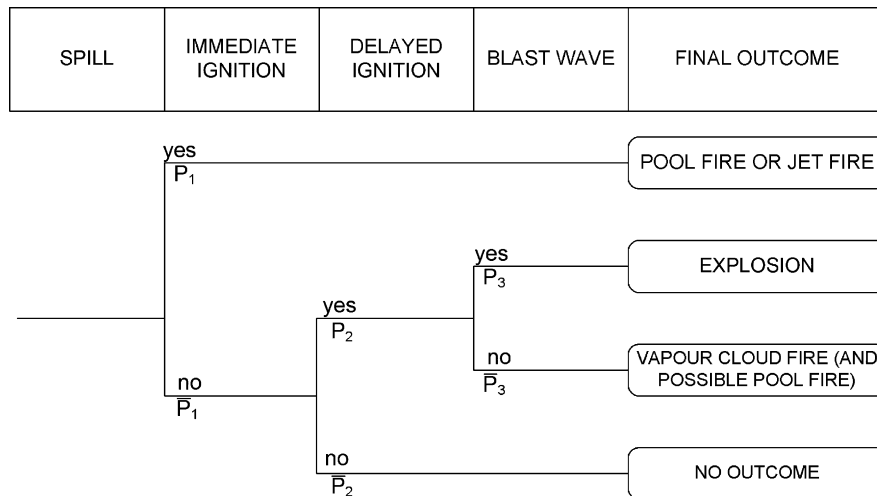 SPILL
IMMEDIATE
IGNITION
DELAYED
IGNITION
BLAST WAVE
FINAL OUTCOME
yes
P₁
POOL FIRE OR JET FIRE
yes
P₃
EXPLOSION
yes
P₂
no
P̅₃
VAPOUR CLOUD FIRE (AND
POSSIBLE POOL FIRE)
no
P̅₁
no
P̅₂
NO OUTCOME